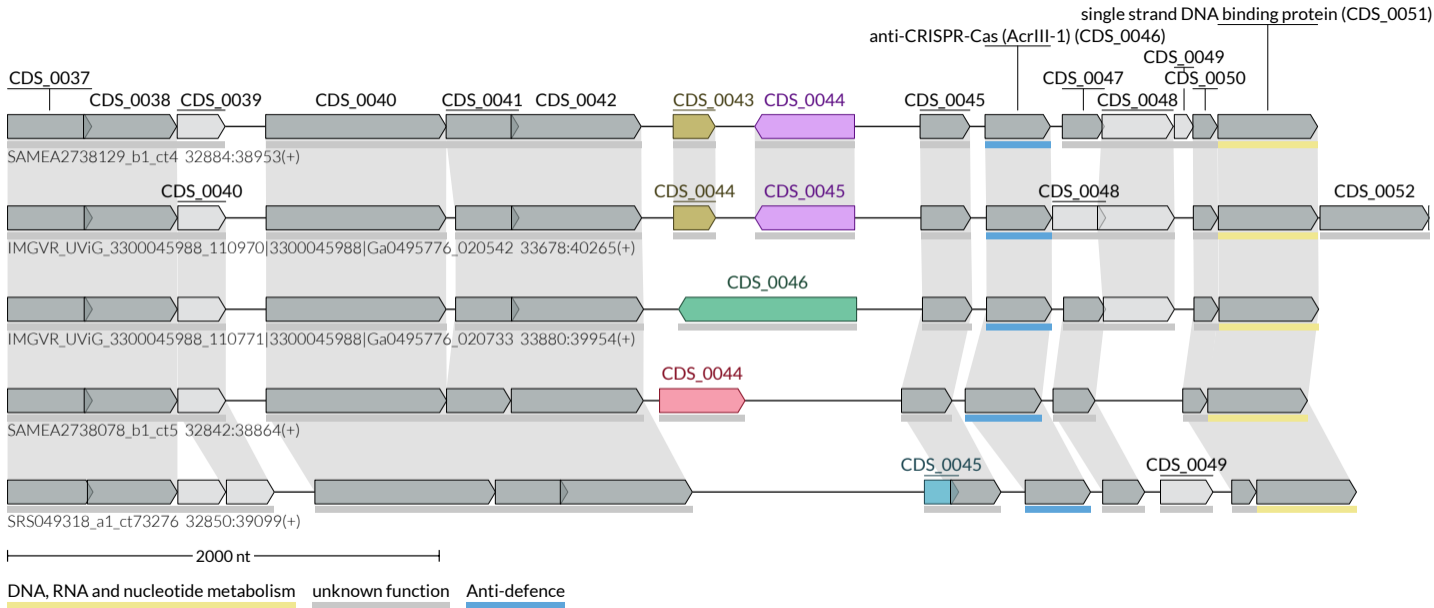 single strand DNA binding protein (CDS_0051)
anti-CRISPR-Cas (AcrIII-1) (CDS_0046)
CDS_0049
CDS_0037 CDS_0047 CDS_0050
CDS_0038 CDS_0039 CDS_0040 CDS_0041 CDS_0042 CDS_0043 CDS_0044 CDS_0045 CDS_0048
SAMEA2738129_b1_ct4 32884:38953(+)
CDS_0040 CDS_0044 CDS_0045 CDS_0048 CDS_0052
IMGVR_UViG_3300045988_110970|3300045988|Ga0495776_020542 33678:40265(+)
CDS_0046
IMGVR_UViG_3300045988_110771|3300045988|Ga0495776_020733 33880:39954(+)
CDS_0044
SAMEA2738078_b1_ct5 32842:38864(+)
CDS_0045 CDS_0049
SRS049318_a1_ct73276 32850:39099(+)
2000 nt
DNA, RNA and nucleotide metabolism unknown function Anti-defence